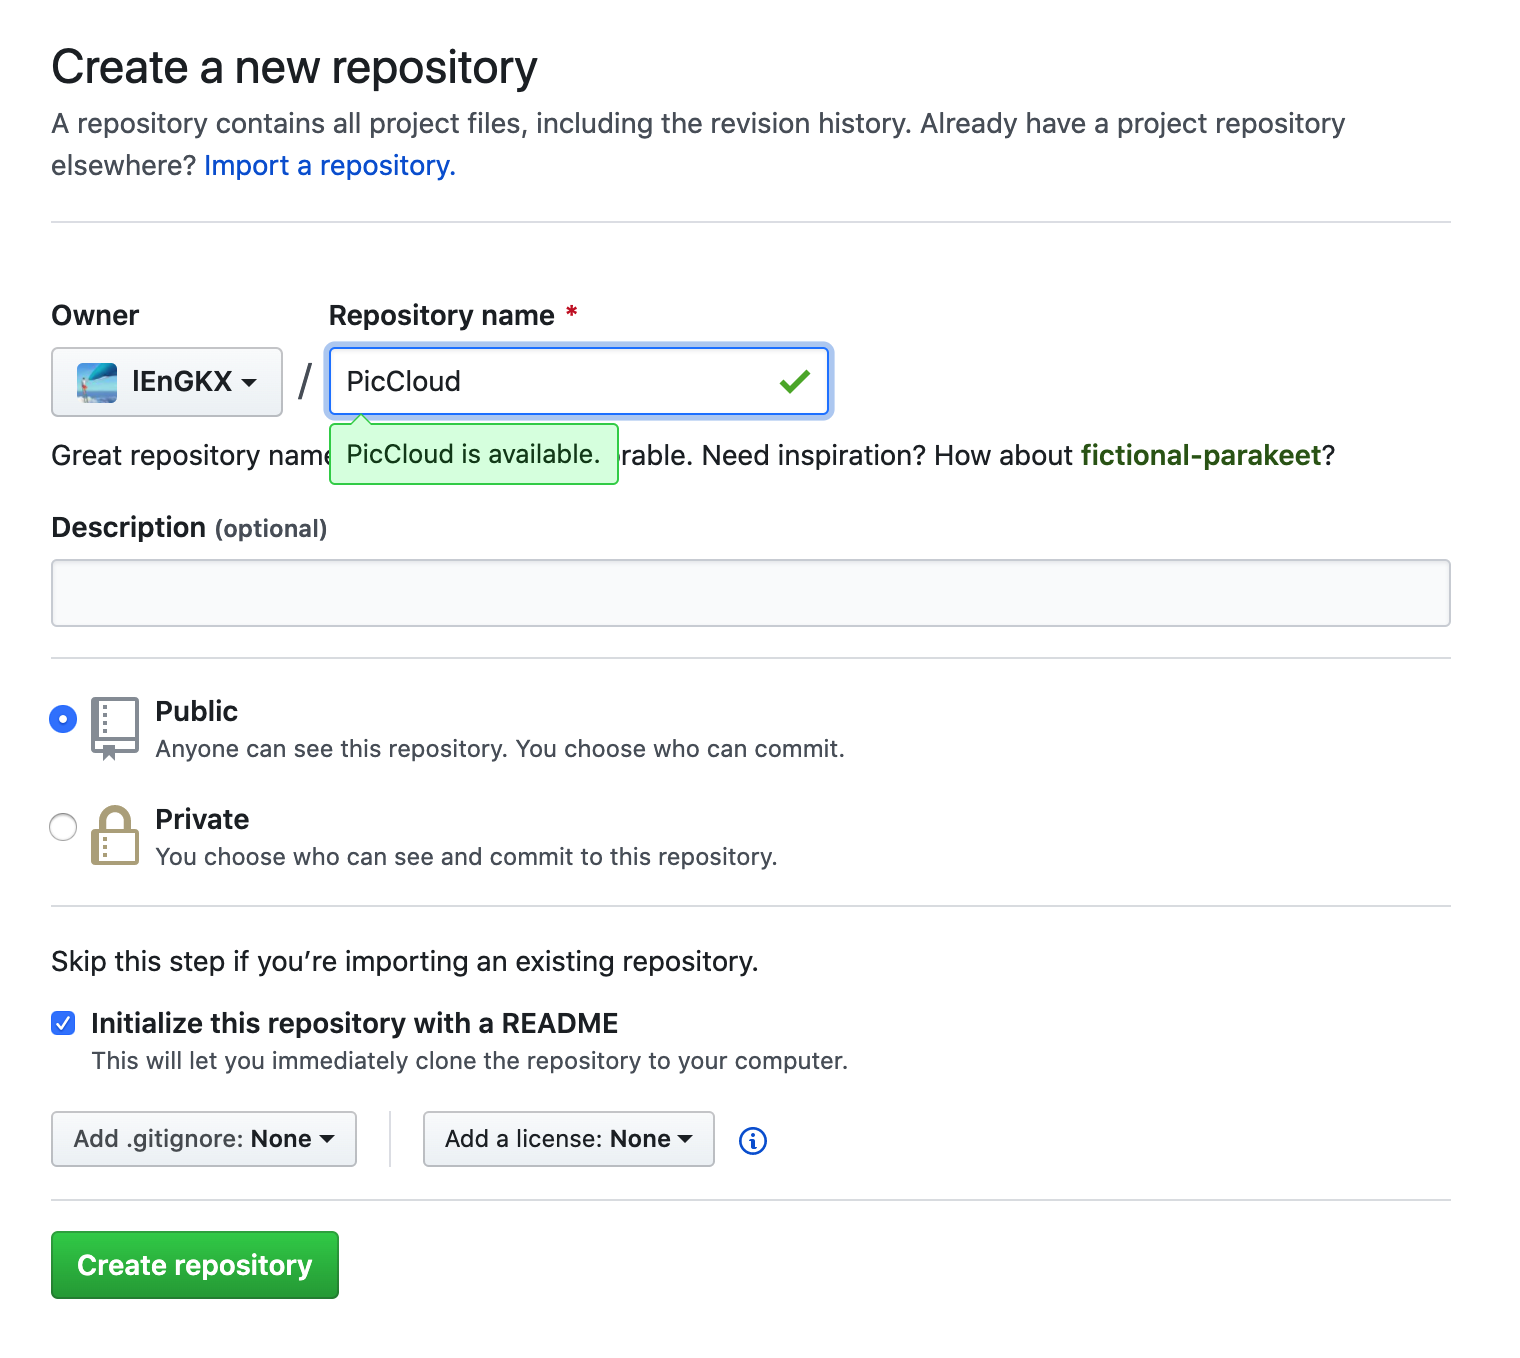 Create a new repository
A repository contains all project files, including the revision history. Already have a project repository
elsewhere? Import a repository.
Owner
Repository name *
lEnGKX / PicCloud
PicCloud is available.
Great repository name rable. Need inspiration? How about fictional-parakeet?
Description (optional)
Public
Anyone can see this repository. You choose who can commit.
Private
You choose who can see and commit to this repository.
Skip this step if you’re importing an existing repository.
Initialize this repository with a README
This will let you immediately clone the repository to your computer.
Add .gitignore: None
Add a license: None
Create repository